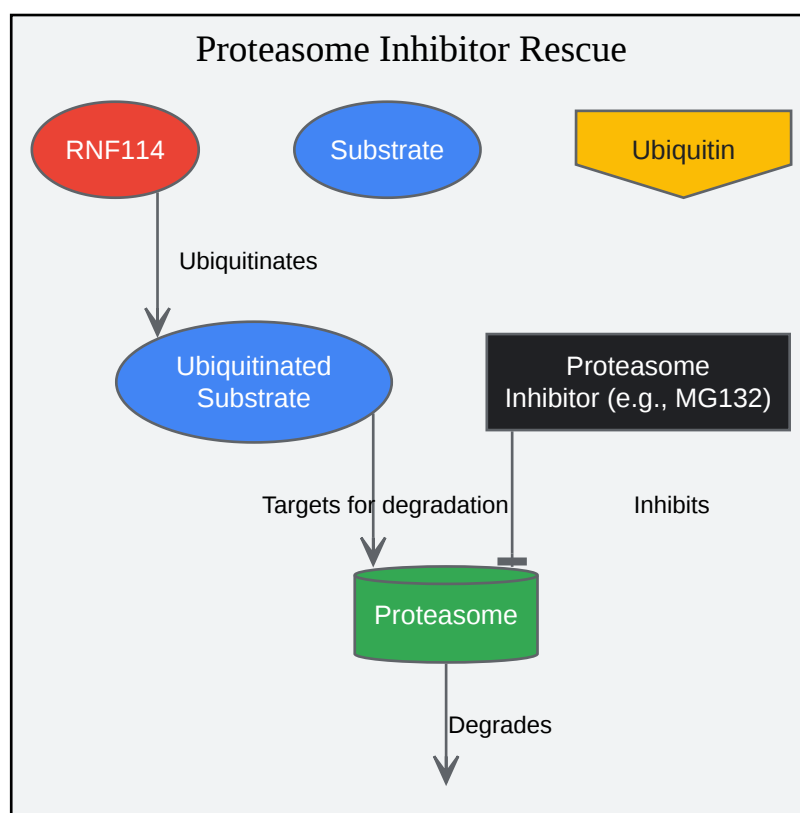 Proteasome Inhibitor Rescue
RNF114
Substrate
Ubiquitin
Ubiquitinates
Ubiquitinated
Substrate
Proteasome
Inhibitor (e.g., MG132)
Targets for degradation
Inhibits
Proteasome
Degrades